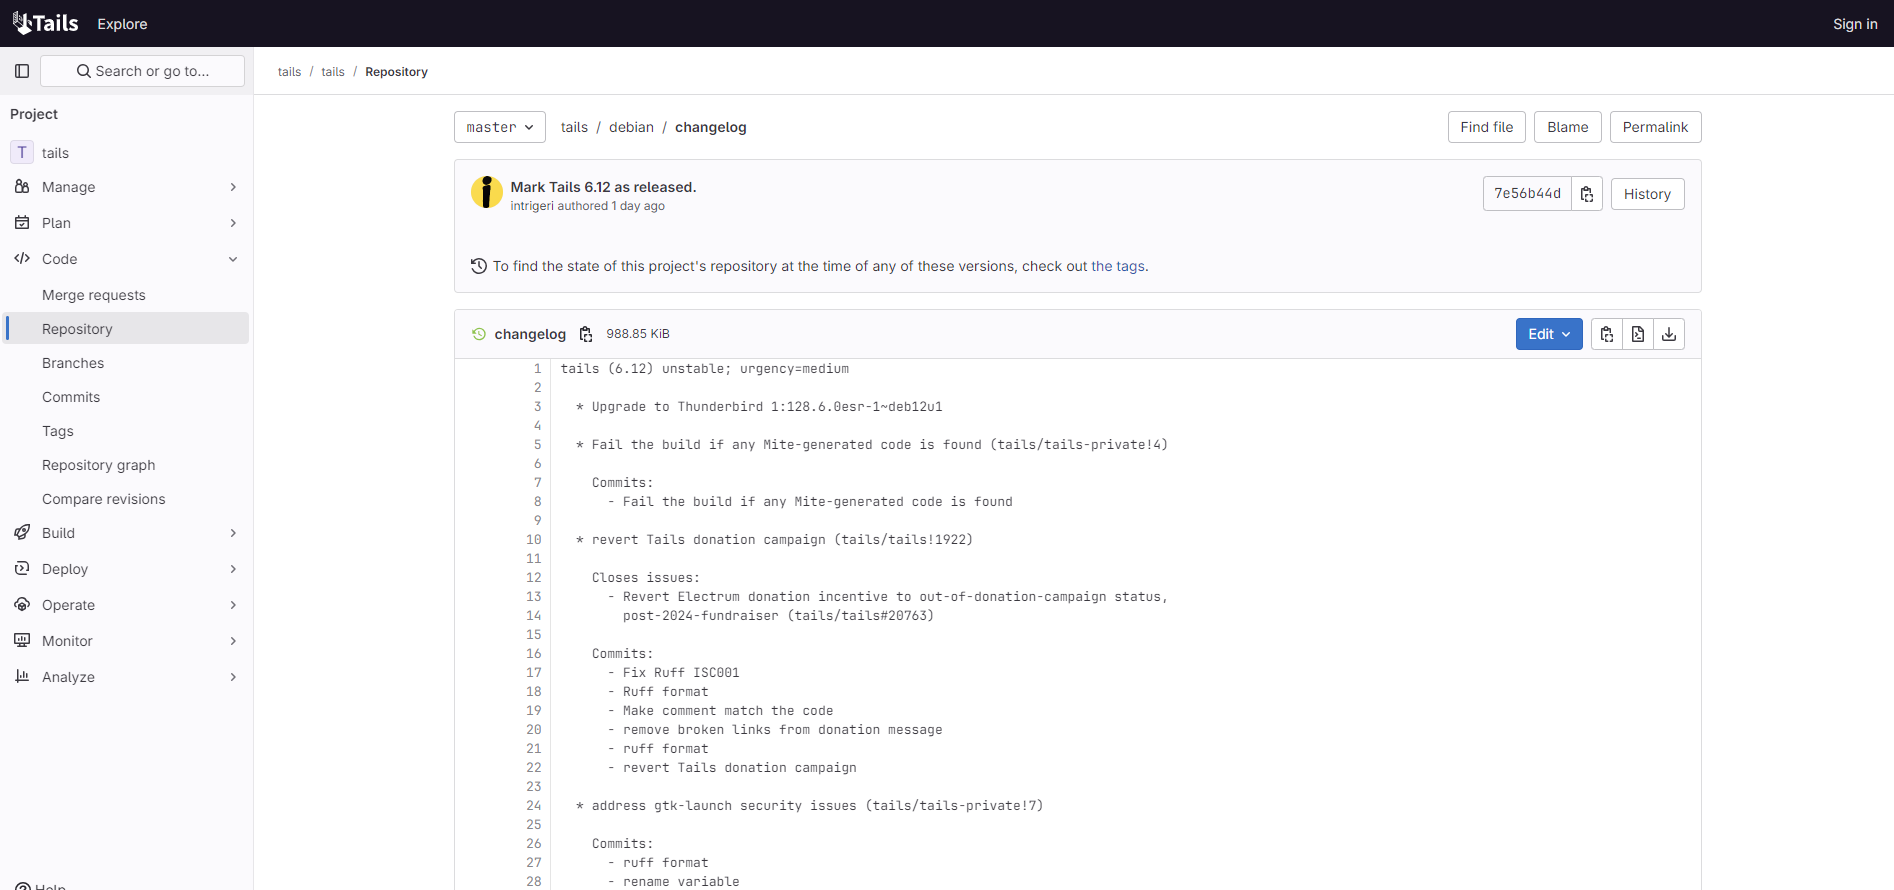 Tails
Explore
Sign in
Search or go to...
tails / tails / Repository
Project
T tails
Manage
Plan
Code
Merge requests
Repository
Branches
Commits
Tags
Repository graph
Compare revisions
Build
Deploy
Operate
Monitor
Analyze
Help
master
tails / debian / changelog
Find file
Blame
Permalink
Mark Tails 6.12 as released.
intrigeri authored 1 day ago
7e56b44d
History
To find the state of this project's repository at the time of any of these versions, check out the tags.
changelog
988.85 KiB
Edit
1 tails (6.12) unstable; urgency=medium
2
3 * Upgrade to Thunderbird 1:128.6.0esr-1~deb12u1
4
5 * Fail the build if any Mite-generated code is found (tails/tails-private!4)
6
7 Commits:
8 - Fail the build if any Mite-generated code is found
9
10 * revert Tails donation campaign (tails/tails!1922)
11
12 Closes issues:
13 - Revert Electrum donation incentive to out-of-donation-campaign status,
14 post-2024-fundraiser (tails/tails#20763)
15
16 Commits:
17 - Fix Ruff ISC001
18 - Ruff format
19 - Make comment match the code
20 - remove broken links from donation message
21 - ruff format
22 - revert Tails donation campaign
23
24 * address gtk-launch security issues (tails/tails-private!7)
25
26 Commits:
27 - ruff format
28 - rename variable